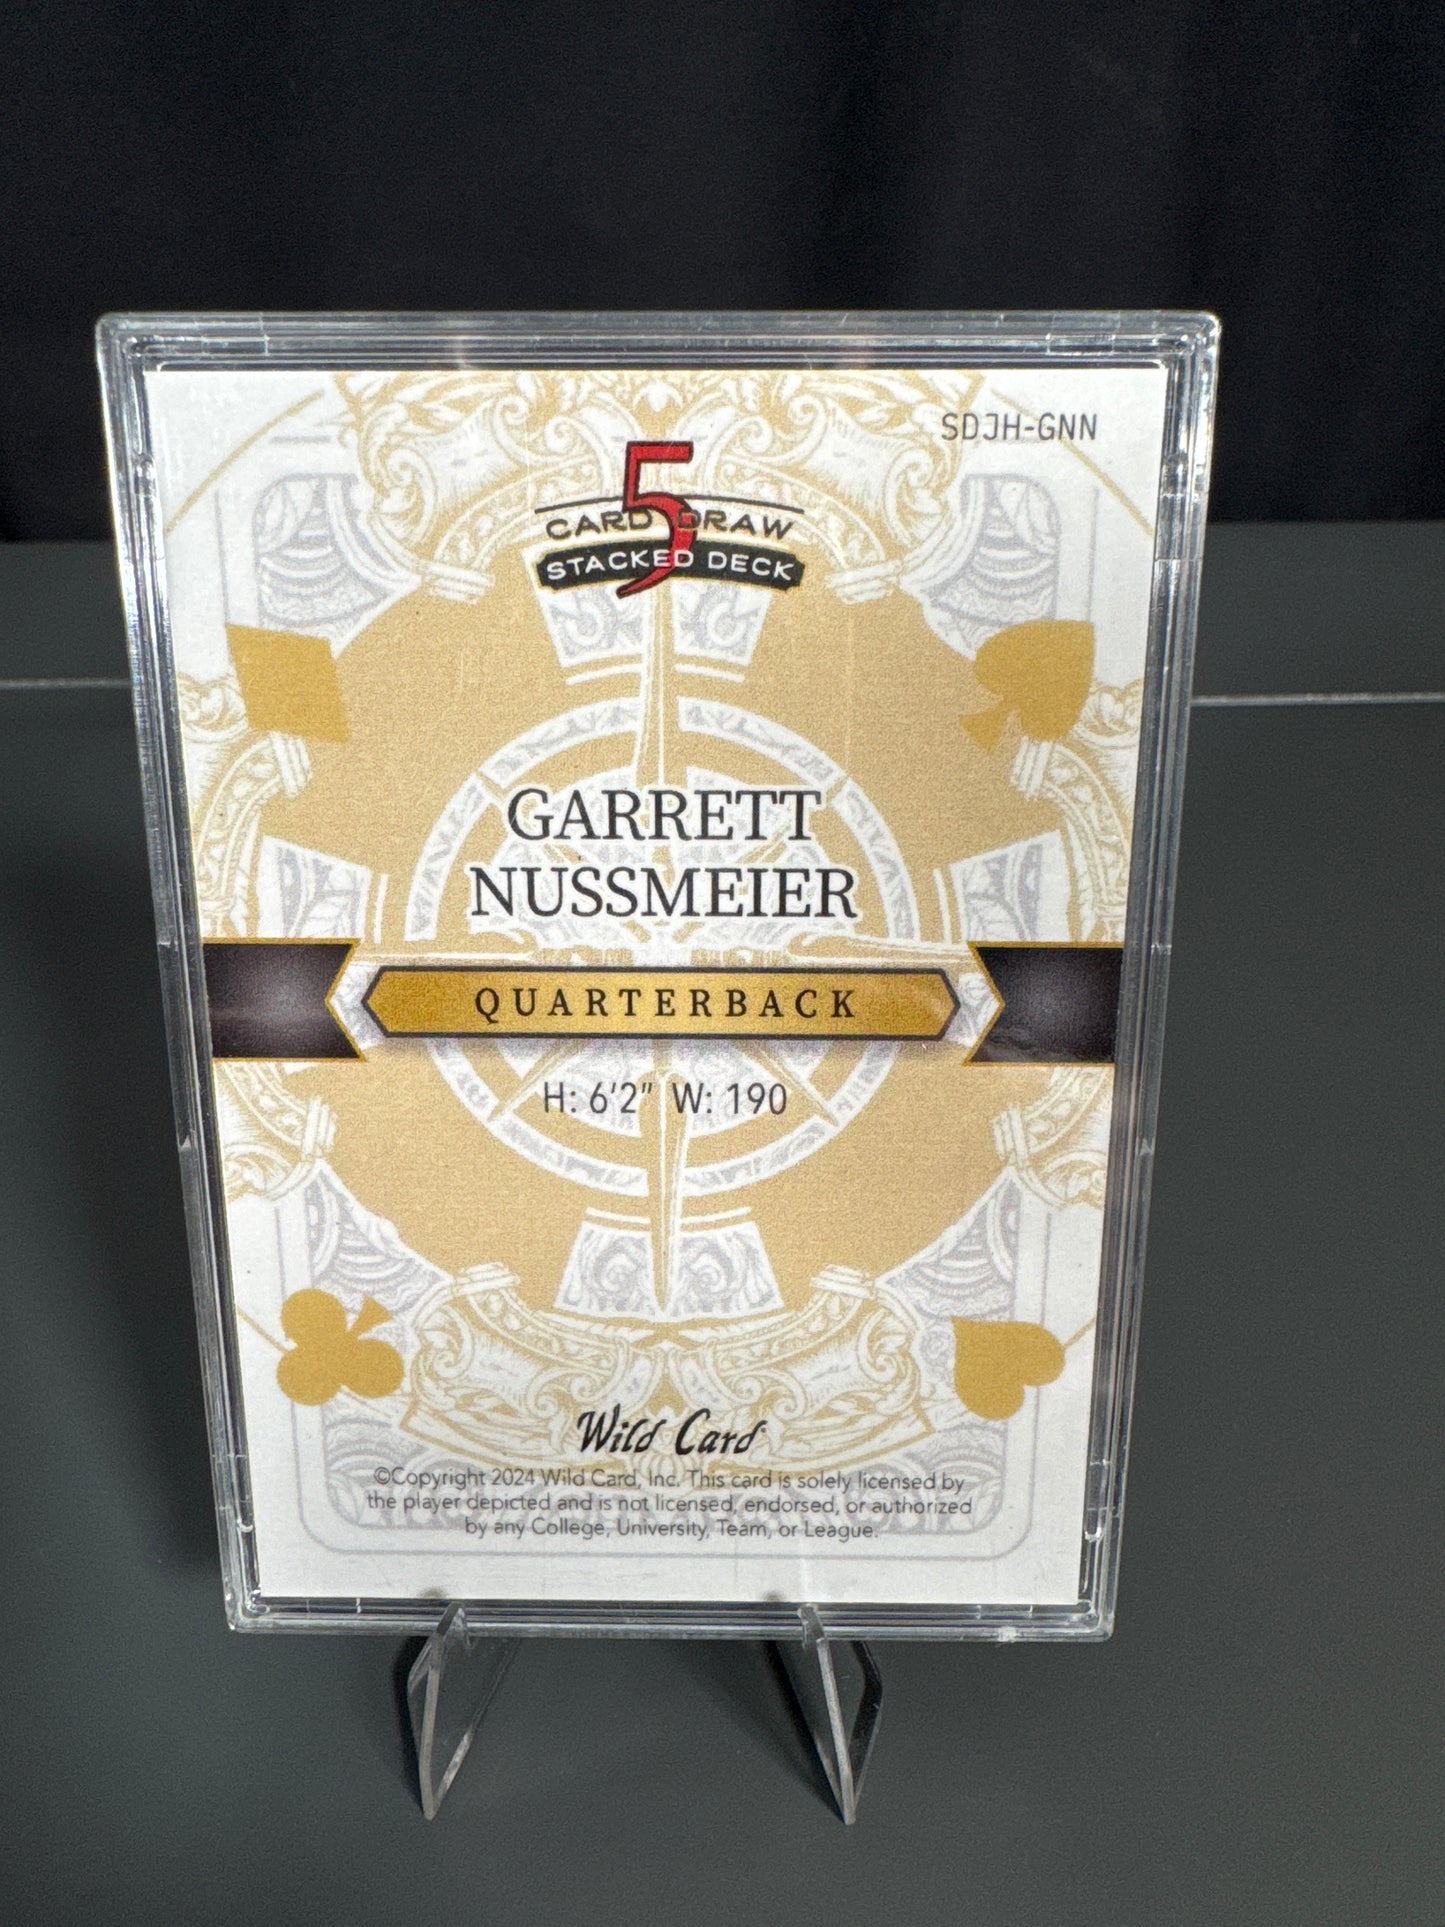 SDJH-GNN
5
CARD DRAW
STACKED DECK
GARRETT
NUSSMEIER
QUARTERBACK
H: 6'2" W: 190
Wild Card
©Copyright 2024 Wild Card, Inc. This card is solely licensed by
the player depicted and is not licensed, endorsed, or authorized
by any College, University, Team, or League.